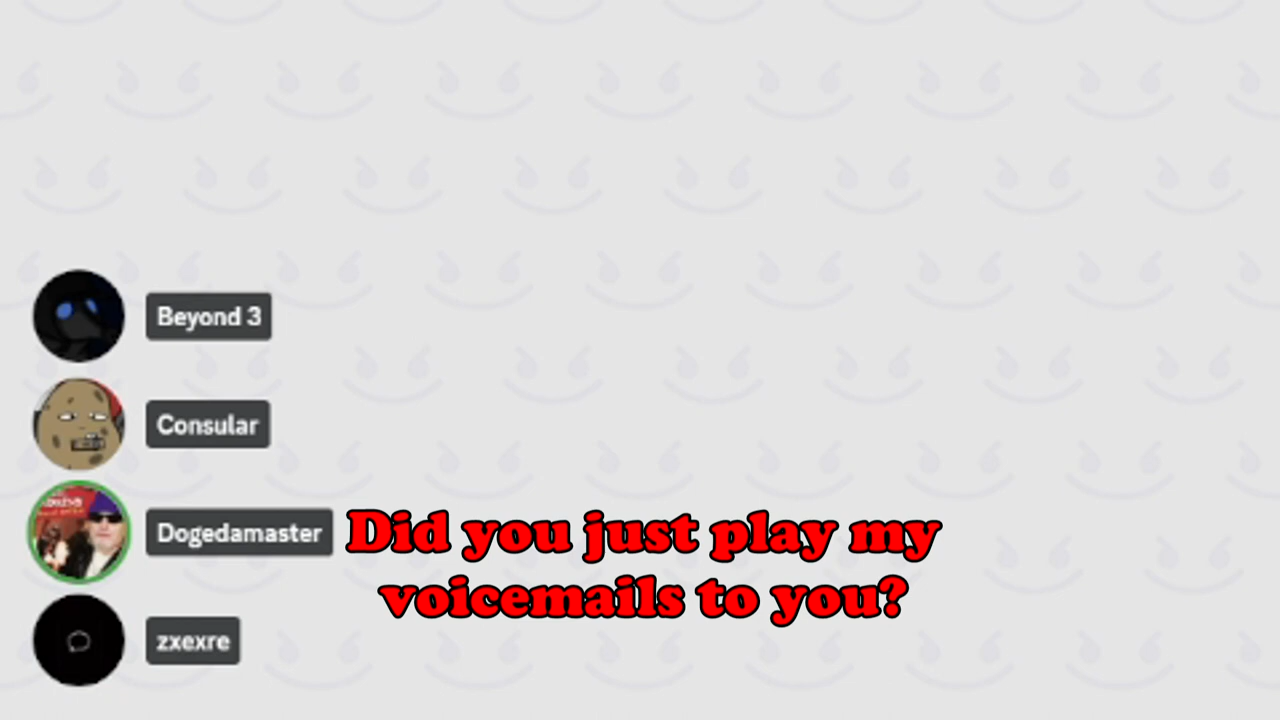 Beyond 3
Consular
Dogedamaster
Did you just play my
voicemails to you?
zxexre